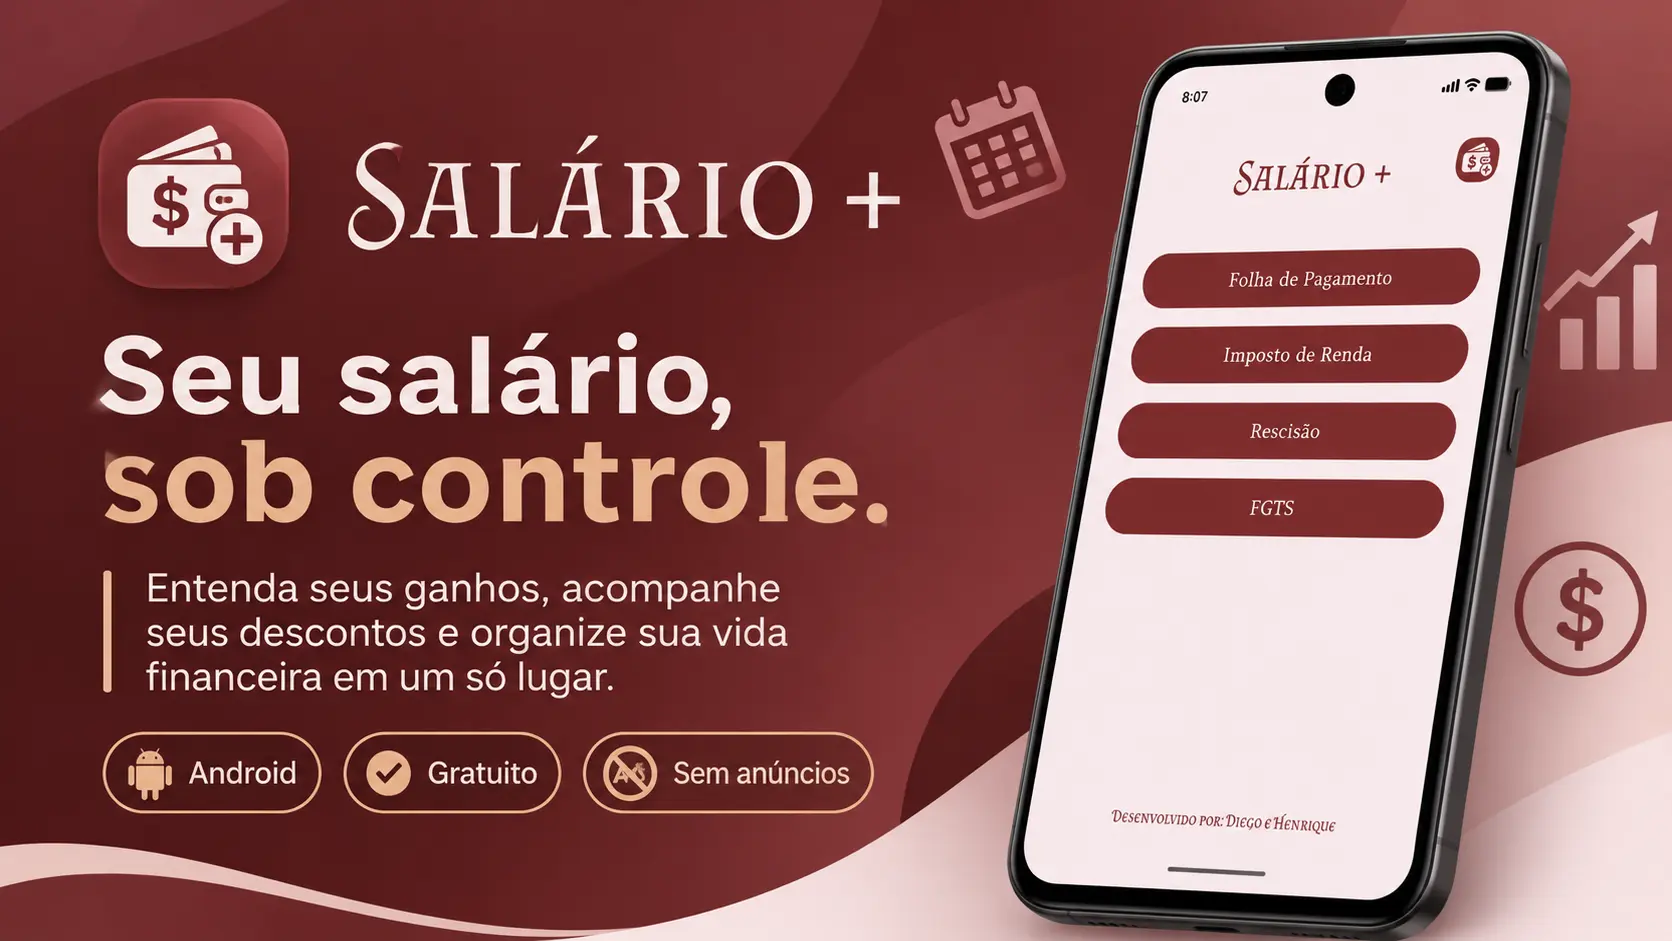 SALÁRIO +
Seu salário,
sob controle.
Entenda seus ganhos, acompanhe
seus descontos e organize sua vida
financeira em um só lugar.
Android
Gratuito
Sem anúncios
8:07
SALÁRIO +
Folha de Pagamento
Imposto de Renda
Rescisão
FGTS
DESENVOLVIDO POR: DIEGO E HENRIQUE